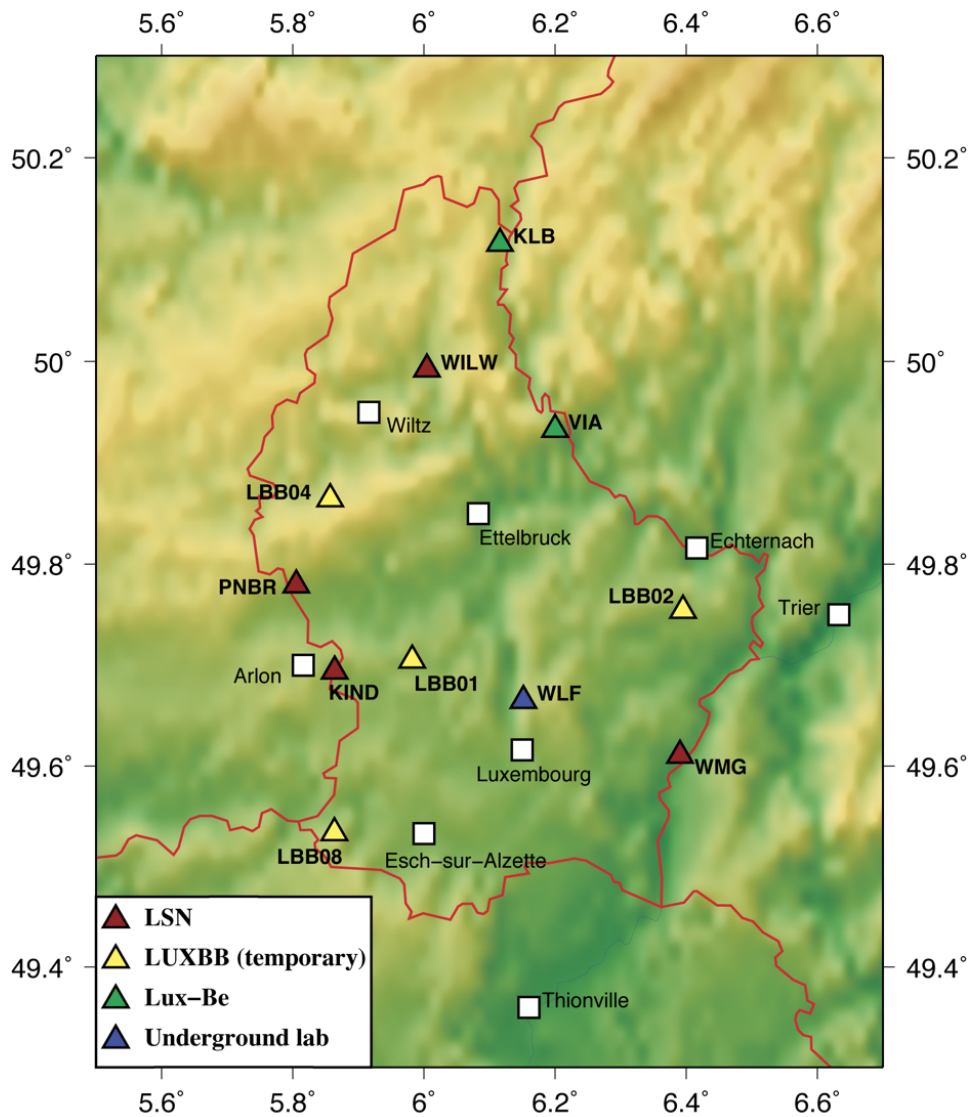 5.6° 5.8° 6° 6.2° 6.4° 6.6°
50.2° 50.2°
KLB
50° 50°
WILW
Wiltz
VIA
LBB04
Ettelbruck
Echternach
49.8° 49.8°
PNBR
LBB02
Trier
Arlon
LBB01
KIND
WLF
Luxembourg
WMG
49.6° 49.6°
LBB08
Esch−sur−Alzette
LSN
LUXBB (temporary)
Lux−Be
Underground lab
49.4° 49.4°
Thionville
5.6° 5.8° 6° 6.2° 6.4° 6.6°